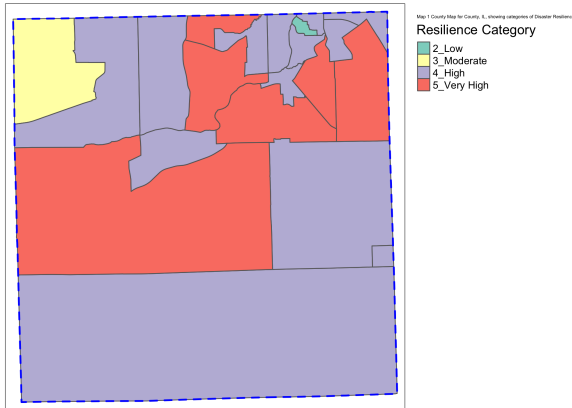 Map 1 County Map for County, IL, showing categories of Disaster Resilienc
Resilience Category
2_Low
3_Moderate
4_High
5_Very High